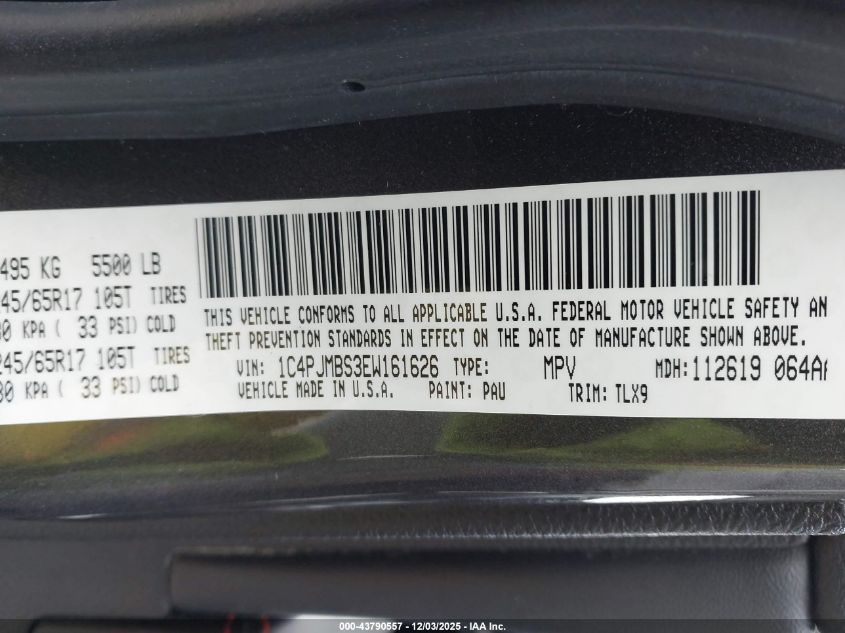 495 KG 5500 LB
245/65R17 105T TIRES
30 KPA ( 33 PSI) COLD
245/65R17 105T TIRES
30 KPA ( 33 PSI) COLD
THIS VEHICLE CONFORMS TO ALL APPLICABLE U.S.A. FEDERAL MOTOR VEHICLE SAFETY AN
THEFT PREVENTION STANDARDS IN EFFECT ON THE DATE OF MANUFACTURE SHOWN ABOVE.
VIN: 1C4PJMBS3EW161626 TYPE: MPV MDH: 112619 064A
VEHICLE MADE IN U.S.A. PAINT: PAU TRIM: TLX9
000-43790557 - 12/03/2025 - IAA Inc.